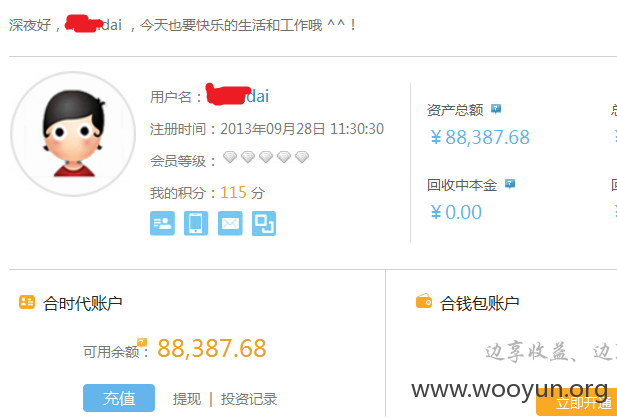 深夜好，dai ，今天也要快乐的生活和工作哦 ^^！
用户名：dai
注册时间：2013年09月28日 11:30:30
会员等级：
我的积分：115 分
资产总额
￥88,387.68
回收中本金
￥0.00
合时代账户
可用余额： 88,387.68
充值 提现 | 投资记录
合钱包账户
边享收益、边
立即开通
www.wooyun.org